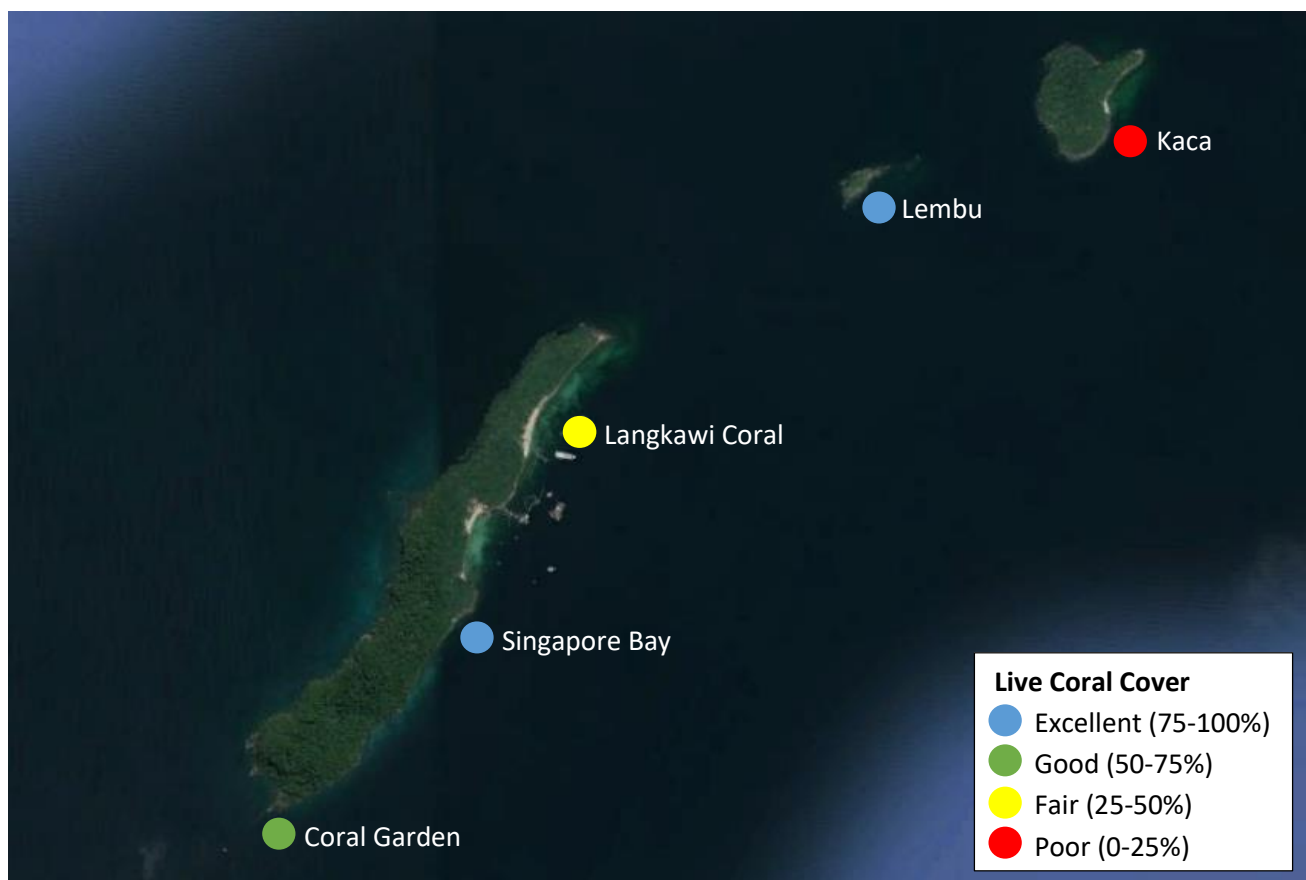 Kaca
Lembu
Langkawi Coral
Singapore Bay
Coral Garden
Live Coral Cover
Excellent (75-100%)
Good (50-75%)
Fair (25-50%)
Poor (0-25%)